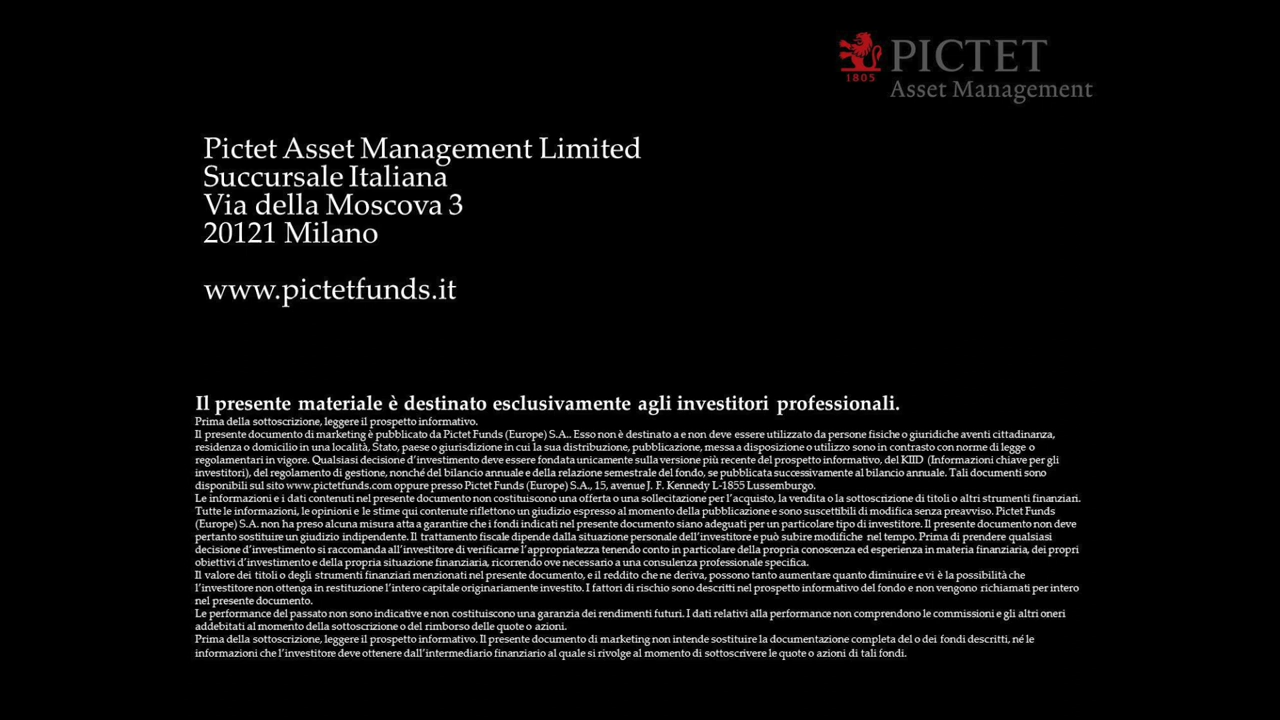 PICTET
1805
Asset Management
Pictet Asset Management Limited
Succursale Italiana
Via della Moscova 3
20121 Milano
www.pictetfunds.it
Il presente materiale è destinato esclusivamente agli investitori professionali.
Prima della sottoscrizione, leggere il prospetto informativo.
Il presente documento di marketing è pubblicato da Pictet Funds (Europe) S.A.. Esso non è destinato a e non deve essere utilizzato da persone fisiche o giuridiche aventi cittadinanza,
residenza o domicilio in una località, Stato, paese o giurisdizione in cui la sua distribuzione, pubblicazione, messa a disposizione o utilizzo sono in contrasto con norme di legge o
regolamentari in vigore. Qualsiasi decisione d'investimento deve essere fondata unicamente sulla versione più recente del prospetto informativo, del KIID (Informazioni chiave per gli
investitori), del regolamento di gestione, nonché del bilancio annuale e della relazione semestrale del fondo, se pubblicata successivamente al bilancio annuale. Tali documenti sono
disponibili sul sito www.pictetfunds.com oppure presso Pictet Funds (Europe) S.A., 15, avenue J. F. Kennedy L-1855 Lussemburgo.
Le informazioni e i dati contenuti nel presente documento non costituiscono una offerta o una sollecitazione per l'acquisto, la vendita o la sottoscrizione di titoli o altri strumenti finanziari.
Tutte le informazioni, le opinioni e le stime qui contenute riflettono un giudizio espresso al momento della pubblicazione e sono suscettibili di modifica senza preavviso. Pictet Funds
(Europe) S.A. non ha preso alcuna misura atta a garantire che i fondi indicati nel presente documento siano adeguati per un particolare tipo di investitore. Il presente documento non deve
pertanto sostituire un giudizio indipendente. Il trattamento fiscale dipende dalla situazione personale dell'investitore e può subire modifiche nel tempo. Prima di prendere qualsiasi
decisione d'investimento si raccomanda all'investitore di verificarne l'appropriatezza tenendo conto in particolare della propria conoscenza ed esperienza in materia finanziaria, dei propri
obiettivi d'investimento e della propria situazione finanziaria, ricorrendo ove necessario a una consulenza professionale specifica.
Il valore dei titoli o degli strumenti finanziari menzionati nel presente documento, e il reddito che ne deriva, possono tanto aumentare quanto diminuire e vi è la possibilità che
l'investitore non ottenga in restituzione l'intero capitale originariamente investito. I fattori di rischio sono descritti nel prospetto informativo del fondo e non vengono richiamati per intero
nel presente documento.
Le performance del passato non sono indicative e non costituiscono una garanzia dei rendimenti futuri. I dati relativi alla performance non comprendono le commissioni e gli altri oneri
addebitati al momento della sottoscrizione o del rimborso delle quote o azioni.
Prima della sottoscrizione, leggere il prospetto informativo. Il presente documento di marketing non intende sostituire la documentazione completa del o dei fondi descritti, né le
informazioni che l'investitore deve ottenere dall'intermediario finanziario al quale si rivolge al momento di sottoscrivere le quote o azioni di tali fondi.